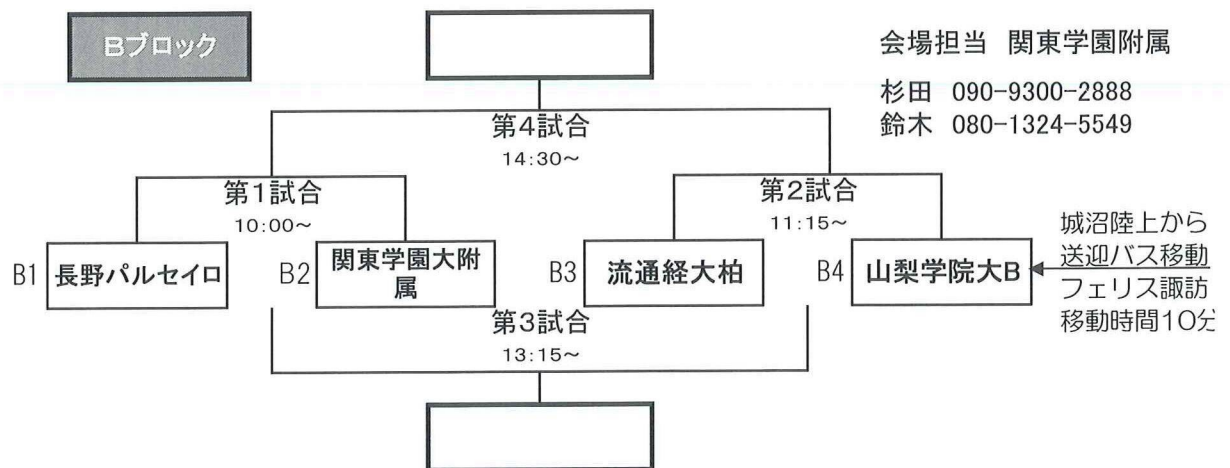 Bブロック
会場担当 関東学園附属
杉田 090-9300-2888
鈴木 080-1324-5549
第4試合
14:30~
第1試合
10:00~
第2試合
11:15~
B1 長野パルセイロ
B2 関東学園大附
属
B3 流通経大柏
B4 山梨学院大B
城沼陸上から
送迎バス移動
フェリス諏訪
移動時間10分
第3試合
13:15~